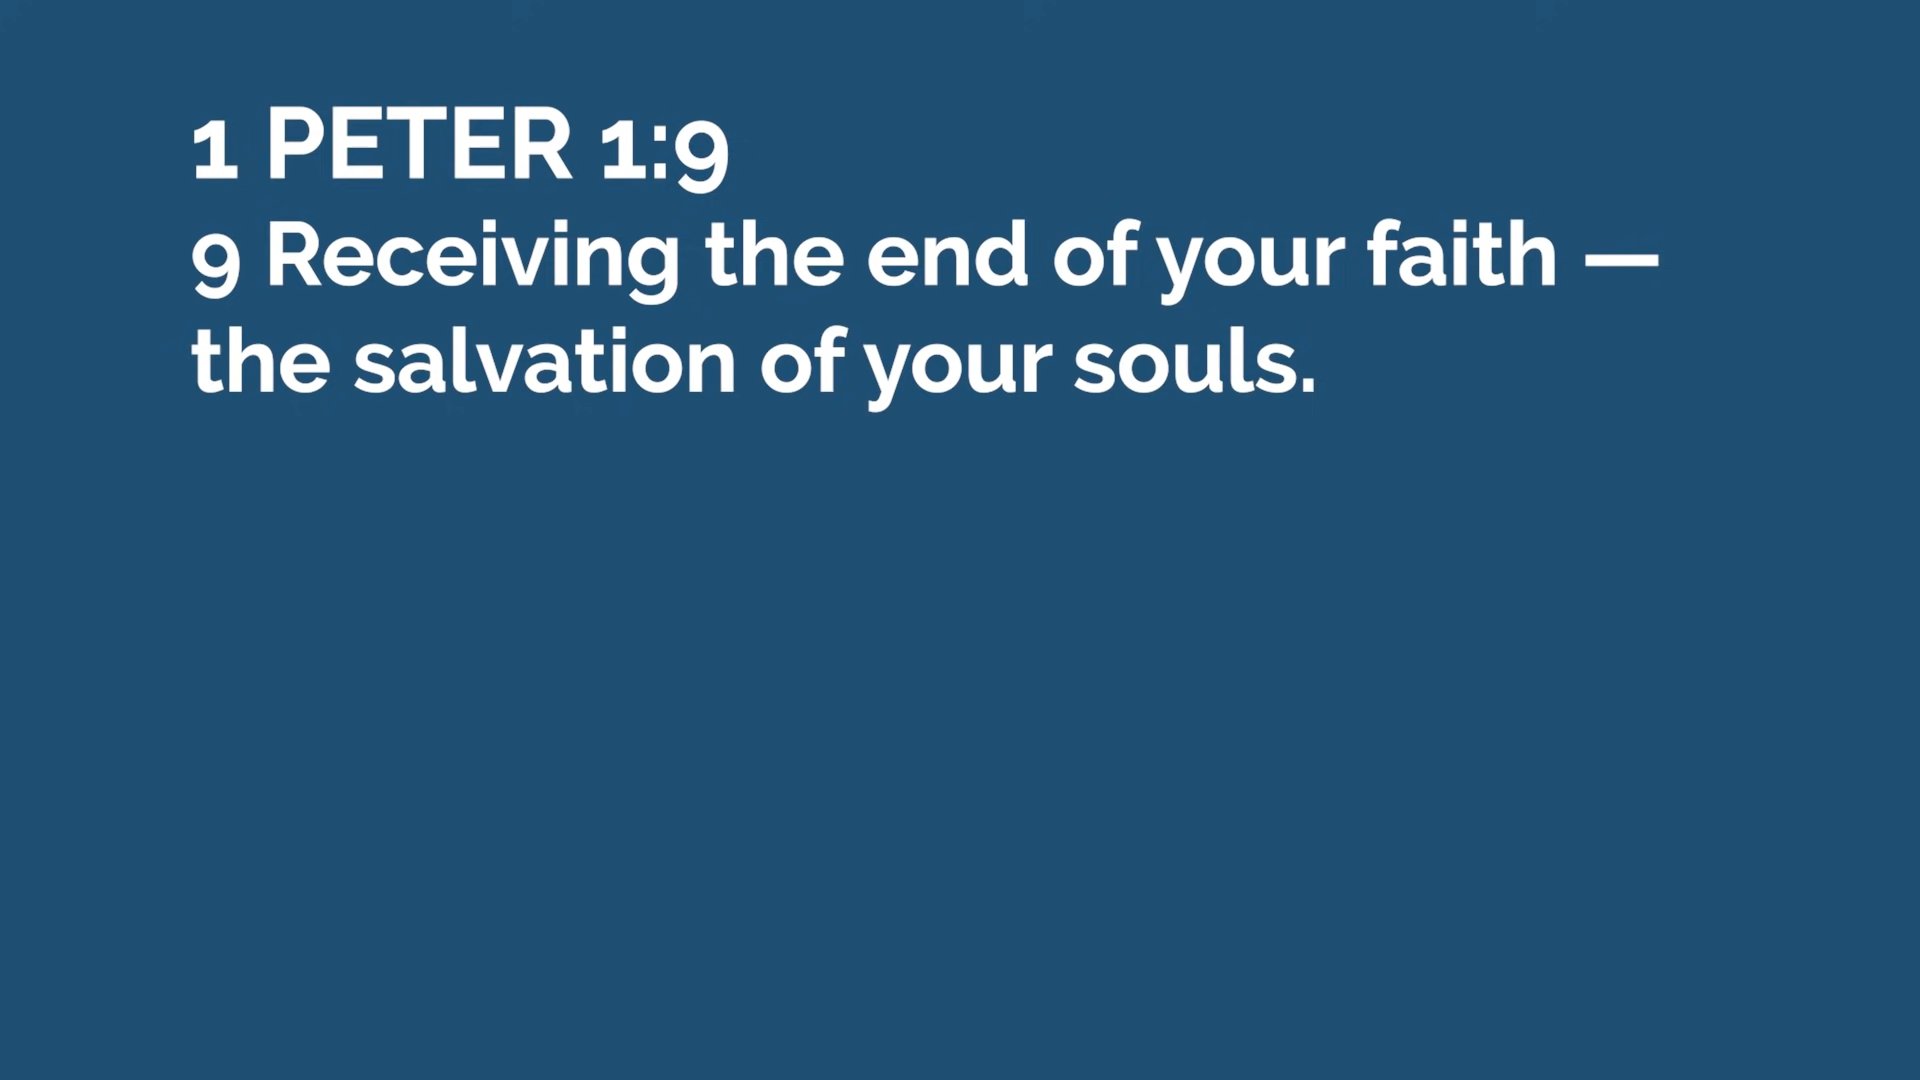 1 PETER 1:9
9 Receiving the end of your faith —
the salvation of your souls.